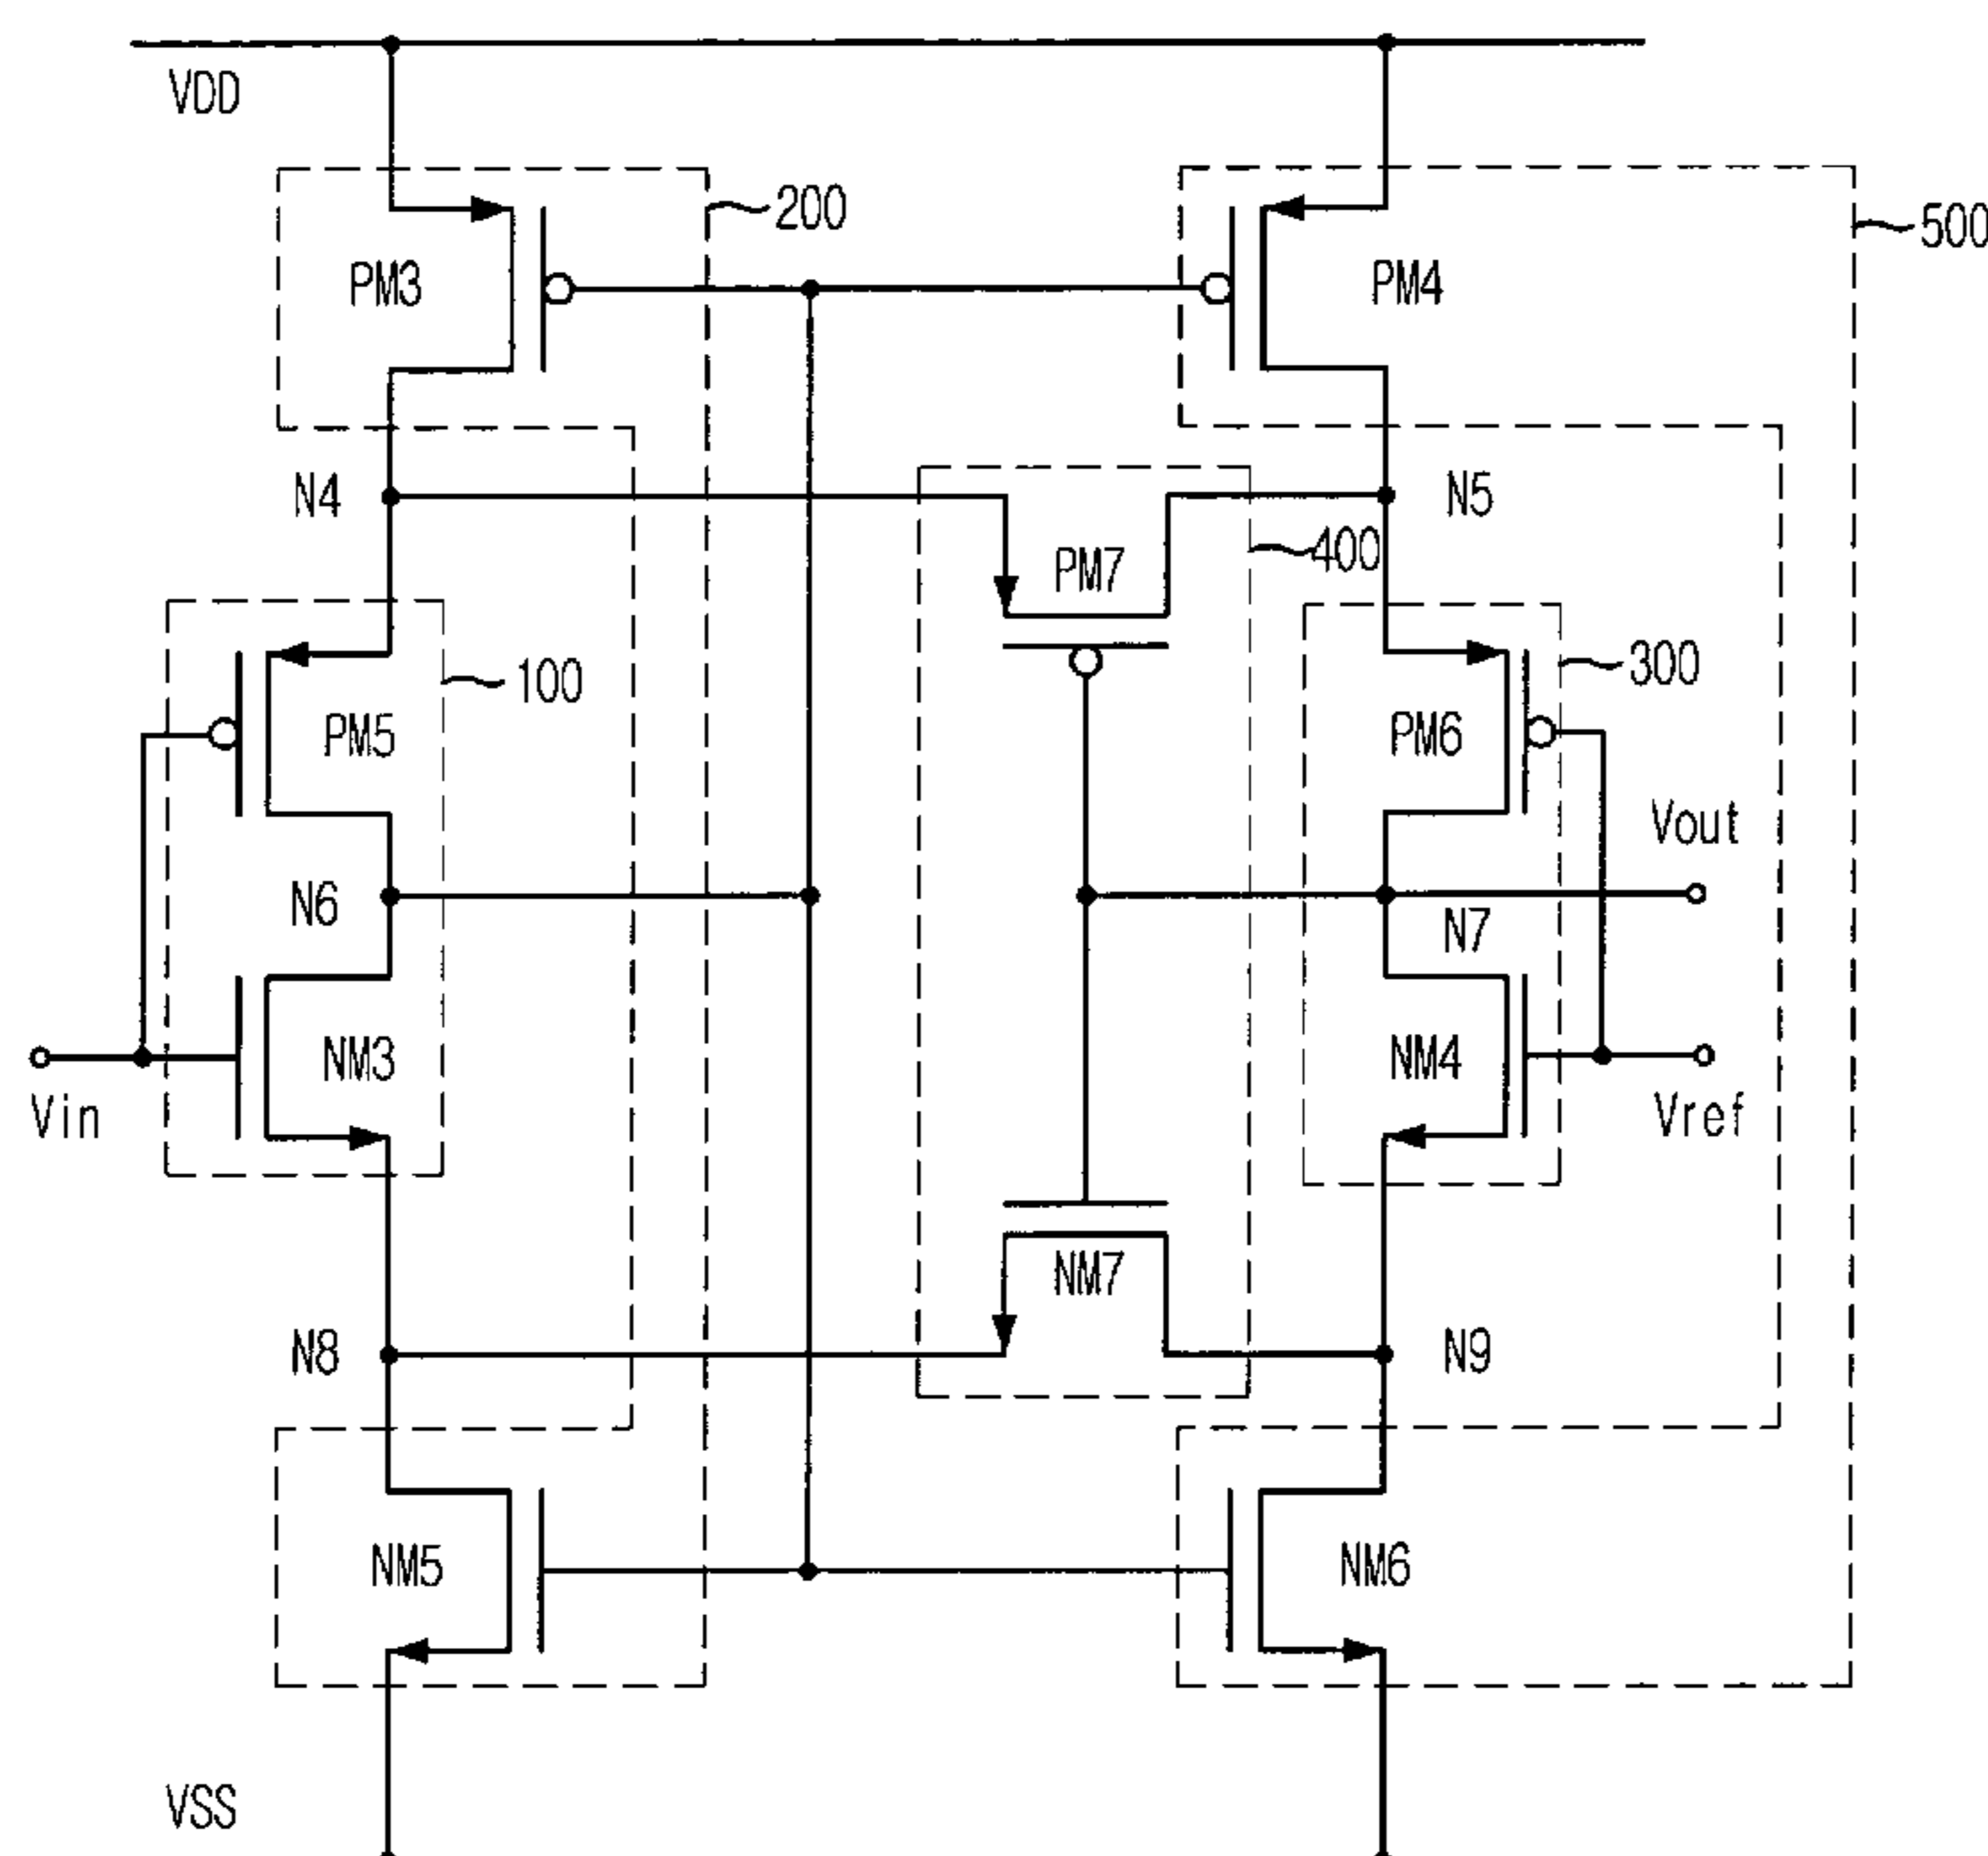 VDD
200
500
PM3
PM4
N4
N5
PM7
400
100
300
PM5
PM6
Vout
N6
N7
NM3
NM4
Vin
Vref
NM7
N8
N9
NM5
NM6
VSS